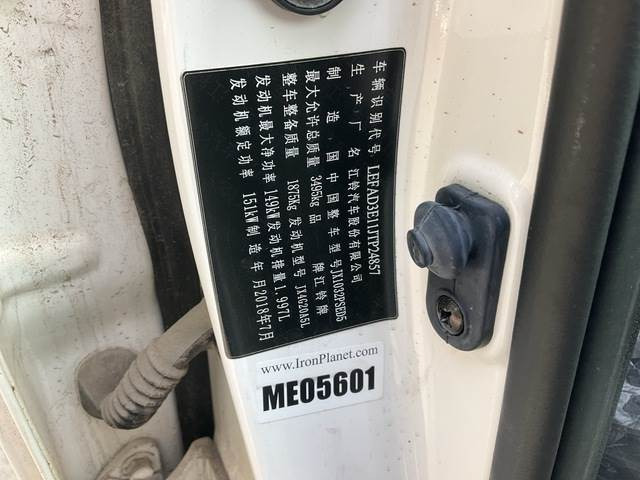 车辆识别代号 LEFAD3E11JTP24857
生产厂名 江铃汽车股份有限公司
制造国 中国 整车型号 JX1032PSED5
最大允许总质量 3495kg 品牌 江铃牌
整车整备质量 1875Kg 发动机型号 JX4G20A5L
发动机最大净功率 149kW 发动机排量 1.997L
发动机额定功率 151kW 制造年月 2018年7月
www.IronPlanet.com
ME05601